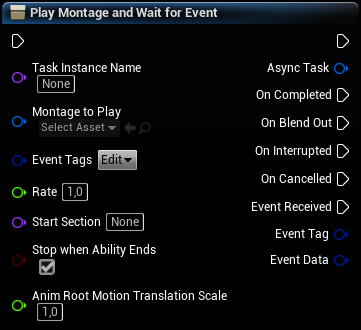 Play Montage and Wait for Event
Task Instance Name
None
Async Task
On Completed
Montage to Play
Select Asset
On Blend Out
Event Tags
Edit
On Interrupted
On Cancelled
Rate
1,0
Event Received
Start Section
None
Event Tag
Stop when Ability Ends
Event Data
Anim Root Motion Translation Scale
1,0